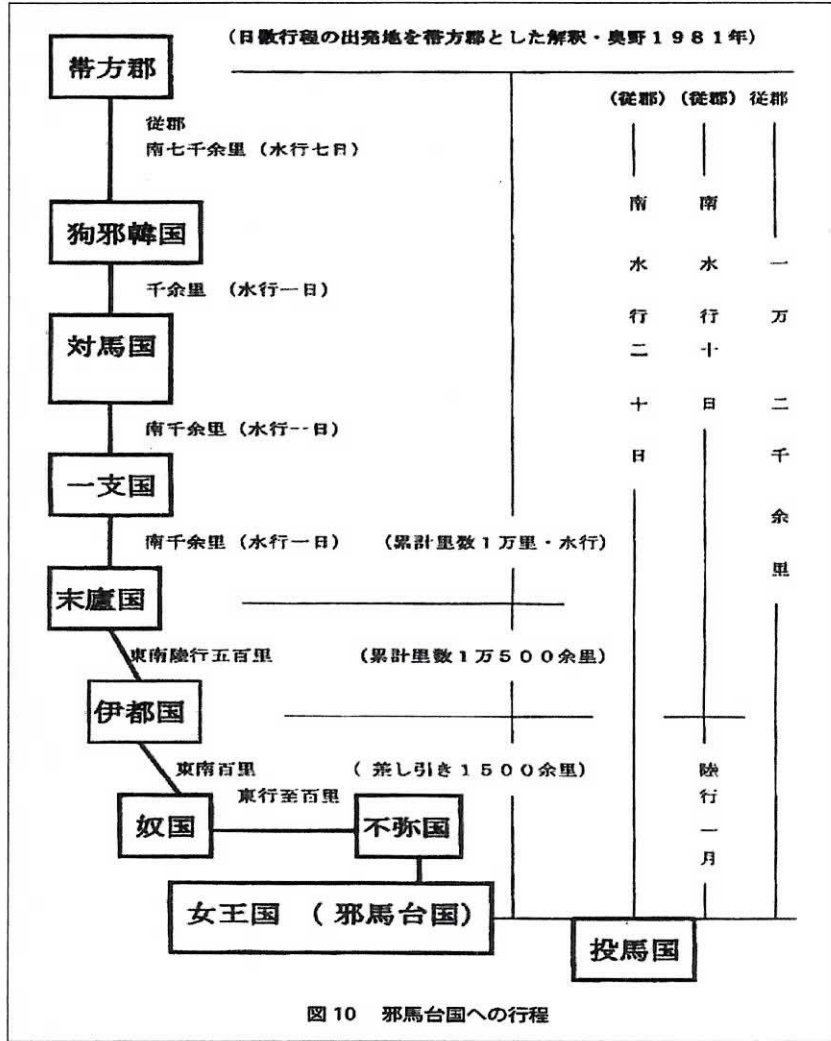 (日数行程の出発地を帯方郡とした解釈・奥野1981年)
帯方郡
従郡
南七千余里(水行七日)
狗邪韓国
千余里 (水行一日)
対馬国
南千余里(水行一日)
一支国
南千余里(水行一日) (累計里数1万里・水行)
末廬国
東南陸行五百里 (累計里数1万500余里)
伊都国
東南百里 (差し引き1500余里)
東行至百里
奴国
不弥国
女王国 (邪馬台国)
投馬国
(従郡)
南水行二十日
(従郡)
南水行十日
陸行一月
従郡
一万二千余里
図10 邪馬台国への行程